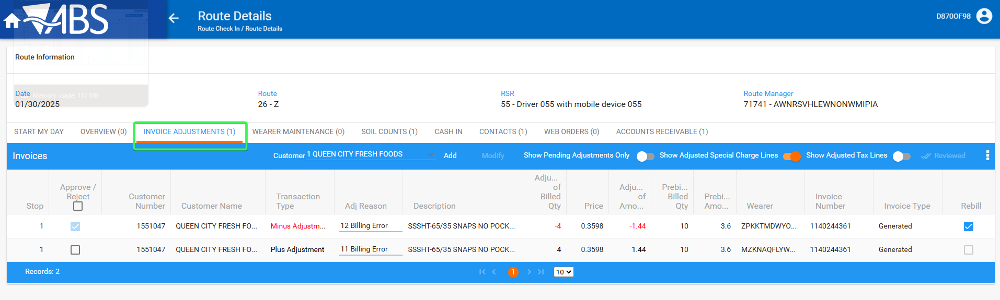 ABS
Route Details
Route Check In / Route Details
D870OF98
Route Information
Memory usage: 137 MB
Date
01/30/2025
Route
26 - Z
RSR
55 - Driver 055 with mobile device 055
Route Manager
71741 - AWNRSVHLEWNONWMIPIA
START MY DAY OVERVIEW (0) INVOICE ADJUSTMENTS (1) WEARER MAINTENANCE (0) SOIL COUNTS (1) CASH IN CONTACTS (1) WEB ORDERS (0) ACCOUNTS RECEIVABLE (1)
Invoices Customer 1 QUEEN CITY FRESH FOODS Add Modify Show Pending Adjustments Only Show Adjusted Special Charge Lines Show Adjusted Tax Lines Reviewed
Stop
Approve /
Reject
Customer
Number
Customer Name
Transaction
Type
Adj Reason
Description
Adju...
of
Billed
Qty
Price
Adju...
of
Amo...
Prebi...
Billed
Qty
Prebi...
Amo...
Wearer
Invoice
Number
Invoice Type
Rebill
1 1551047 QUEEN CITY FRESH FO... Minus Adjustm... 12 Billing Error SSSHT-65/35 SNAPS NO POCK... -4 0.3598 -1.44 10 3.6 ZPKKTMDWYO... 1140244361 Generated
1 1551047 QUEEN CITY FRESH FO... Plus Adjustment 11 Billing Error SSSHT-65/35 SNAPS NO POCK... 4 0.3598 1.44 10 3.6 MZKNAQFLYW... 1140244361 Generated
Records: 2 1 10